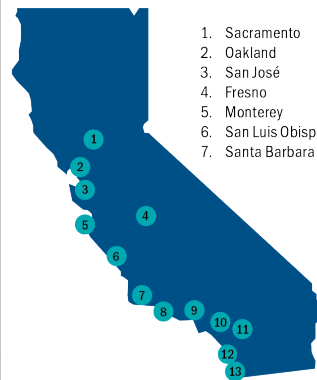 1. Sacramento
2. Oakland
3. San José
4. Fresno
5. Monterey
6. San Luis Obisp
7. Santa Barbara
1
2
3
4
5
6
7
8
9
10
11
12
13